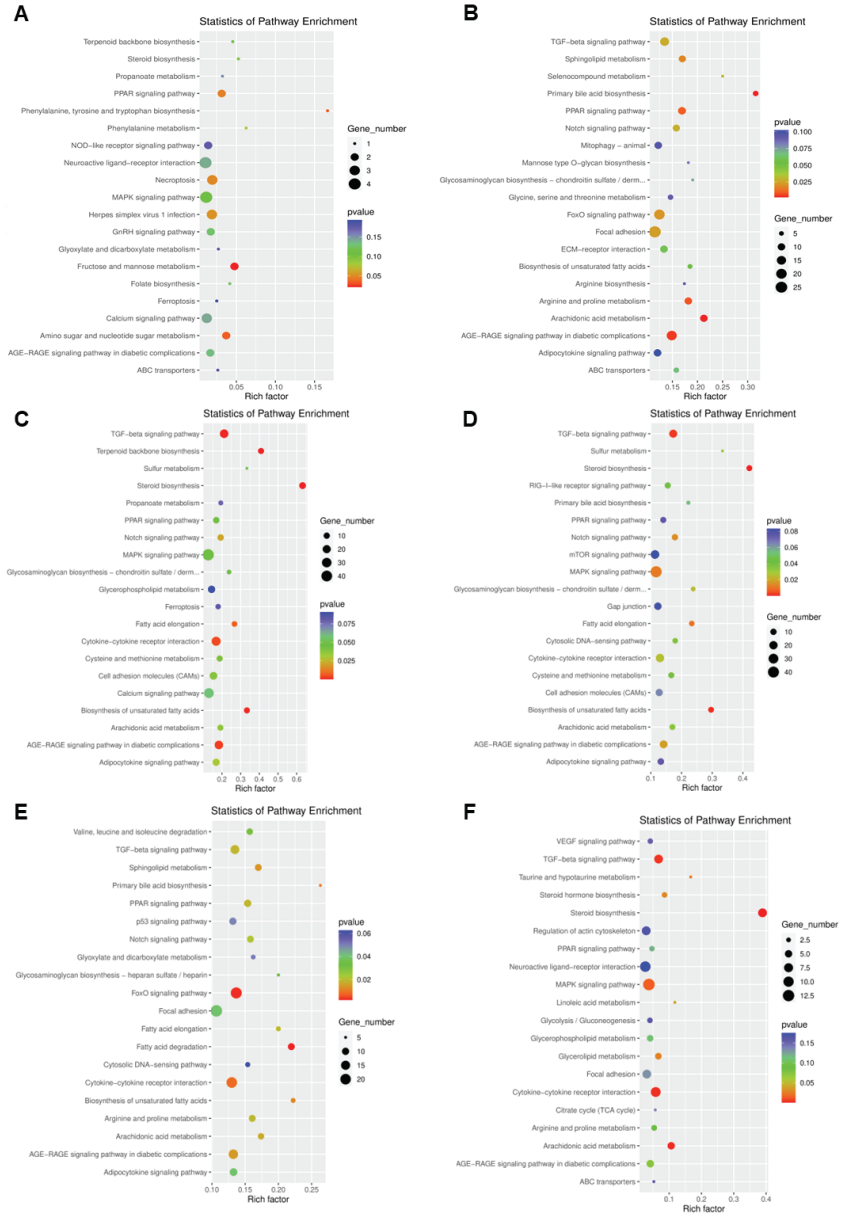 A
Statistics of Pathway Enrichment
Terpenoid backbone biosynthesis
Steroid biosynthesis
Propanoate metabolism
PPAR signaling pathway
Phenylalanine, tyrosine and tryptophan biosynthesis
Phenylalanine metabolism
NOD−like receptor signaling pathway
Neuroactive ligand−receptor interaction
Necroptosis
MAPK signaling pathway
Herpes simplex virus 1 infection
GnRH signaling pathway
Glyoxylate and dicarboxylate metabolism
Fructose and mannose metabolism
Folate biosynthesis
Ferroptosis
Calcium signaling pathway
Amino sugar and nucleotide sugar metabolism
AGE−RAGE signaling pathway in diabetic complications
ABC transporters
0.05 0.10 0.15
Rich factor
Gene_number
1
2
3
4
pvalue
0.15
0.10
0.05
B
Statistics of Pathway Enrichment
TGF−beta signaling pathway
Sphingolipid metabolism
Selenocompound metabolism
Primary bile acid biosynthesis
PPAR signaling pathway
Notch signaling pathway
Mitophagy − animal
Mannose type O−glycan biosynthesis
Glycosaminoglycan biosynthesis − chondroitin sulfate / derm...
Glycine, serine and threonine metabolism
FoxO signaling pathway
Focal adhesion
ECM−receptor interaction
Biosynthesis of unsaturated fatty acids
Arginine biosynthesis
Arginine and proline metabolism
Arachidonic acid metabolism
AGE−RAGE signaling pathway in diabetic complications
Adipocytokine signaling pathway
ABC transporters
0.15 0.20 0.25 0.30
Rich factor
pvalue
0.100
0.075
0.050
0.025
Gene_number
5
10
15
20
25
C
Statistics of Pathway Enrichment
TGF−beta signaling pathway
Terpenoid backbone biosynthesis
Sulfur metabolism
Steroid biosynthesis
Propanoate metabolism
PPAR signaling pathway
Notch signaling pathway
MAPK signaling pathway
Glycosaminoglycan biosynthesis − chondroitin sulfate / derm...
Glycerophospholipid metabolism
Ferroptosis
Fatty acid elongation
Cytokine−cytokine receptor interaction
Cysteine and methionine metabolism
Cell adhesion molecules (CAMs)
Calcium signaling pathway
Biosynthesis of unsaturated fatty acids
Arachidonic acid metabolism
AGE−RAGE signaling pathway in diabetic complications
Adipocytokine signaling pathway
0.2 0.3 0.4 0.5 0.6
Rich factor
Gene_number
10
20
30
40
pvalue
0.075
0.050
0.025
D
Statistics of Pathway Enrichment
TGF−beta signaling pathway
Sulfur metabolism
Steroid biosynthesis
RIG−I−like receptor signaling pathway
Primary bile acid biosynthesis
PPAR signaling pathway
Notch signaling pathway
mTOR signaling pathway
MAPK signaling pathway
Glycosaminoglycan biosynthesis − chondroitin sulfate / derm...
Gap junction
Fatty acid elongation
Cytosolic DNA−sensing pathway
Cytokine−cytokine receptor interaction
Cysteine and methionine metabolism
Cell adhesion molecules (CAMs)
Biosynthesis of unsaturated fatty acids
Arachidonic acid metabolism
AGE−RAGE signaling pathway in diabetic complications
Adipocytokine signaling pathway
0.1 0.2 0.3 0.4
Rich factor
pvalue
0.08
0.06
0.04
0.02
Gene_number
10
20
30
40
E
Statistics of Pathway Enrichment
Valine, leucine and isoleucine degradation
TGF−beta signaling pathway
Sphingolipid metabolism
Primary bile acid biosynthesis
PPAR signaling pathway
p53 signaling pathway
Notch signaling pathway
Glyoxylate and dicarboxylate metabolism
Glycosaminoglycan biosynthesis − heparan sulfate / heparin
FoxO signaling pathway
Focal adhesion
Fatty acid elongation
Fatty acid degradation
Cytosolic DNA−sensing pathway
Cytokine−cytokine receptor interaction
Biosynthesis of unsaturated fatty acids
Arginine and proline metabolism
Arachidonic acid metabolism
AGE−RAGE signaling pathway in diabetic complications
Adipocytokine signaling pathway
0.10 0.15 0.20 0.25
Rich factor
pvalue
0.06
0.04
0.02
Gene_number
5
10
15
20
F
Statistics of Pathway Enrichment
VEGF signaling pathway
TGF−beta signaling pathway
Taurine and hypotaurine metabolism
Steroid hormone biosynthesis
Steroid biosynthesis
Regulation of actin cytoskeleton
PPAR signaling pathway
Neuroactive ligand−receptor interaction
MAPK signaling pathway
Linoleic acid metabolism
Glycolysis / Gluconeogenesis
Glycerophospholipid metabolism
Glycerolipid metabolism
Focal adhesion
Cytokine−cytokine receptor interaction
Citrate cycle (TCA cycle)
Arginine and proline metabolism
Arachidonic acid metabolism
AGE−RAGE signaling pathway in diabetic complications
ABC transporters
0.1 0.2 0.3 0.4
Rich factor
Gene_number
2.5
5.0
7.5
10.0
12.5
pvalue
0.15
0.10
0.05